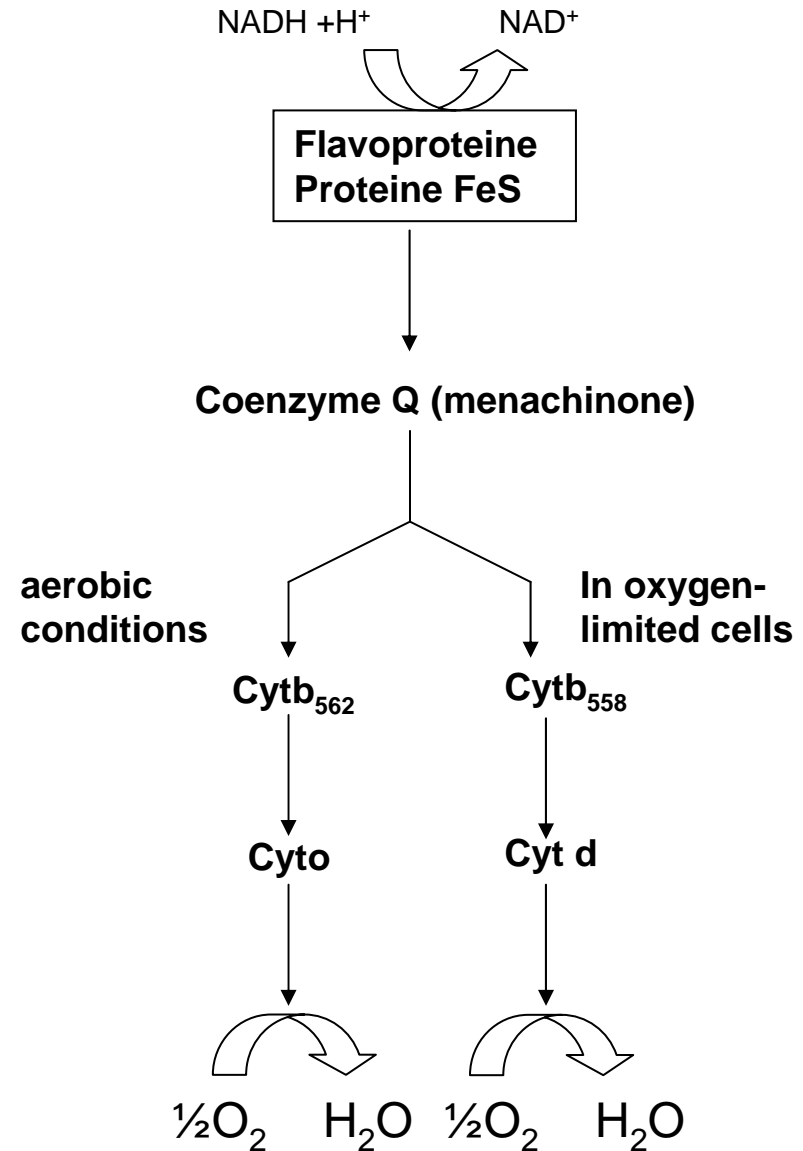 NADH +H⁺ NAD⁺
Flavoproteine
Proteine FeS
Coenzyme Q (menachinone)
aerobic
conditions
In oxygen-
limited cells
Cytb₅₆₂ Cytb₅₅₈
Cyto Cyt d
½O₂ H₂O ½O₂ H₂O